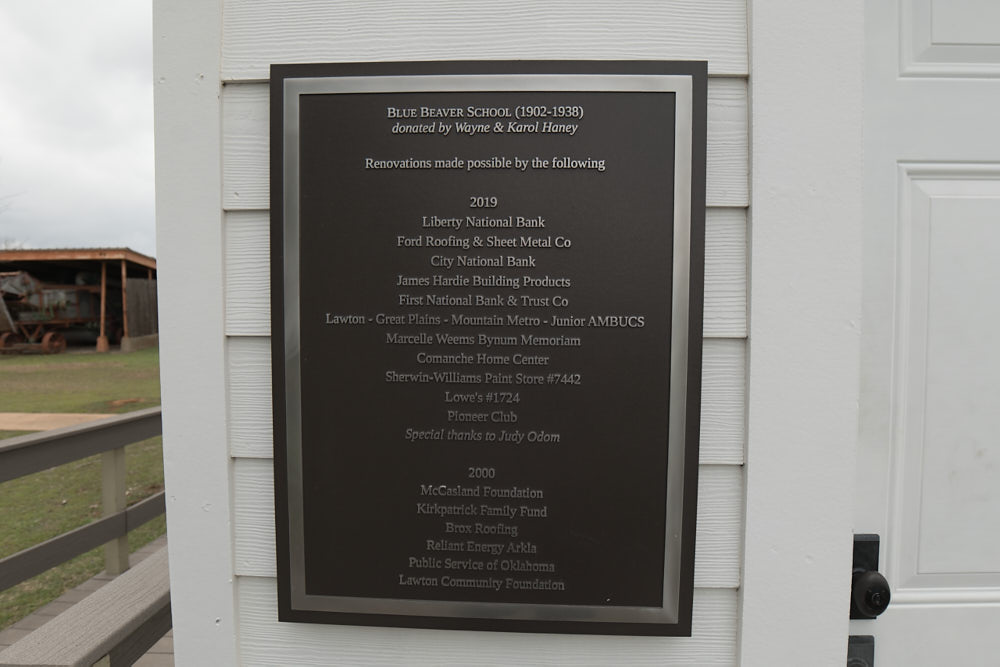 BLUE BEAVER SCHOOL (1902-1938)
donated by Wayne & Karol Haney
Renovations made possible by the following
2019
Liberty National Bank
Ford Roofing & Sheet Metal Co
City National Bank
James Hardie Building Products
First National Bank & Trust Co
Lawton - Great Plains - Mountain Metro - Junior AMBUCS
Marcelle Weems Bynum Memoriam
Comanche Home Center
Sherwin-Williams Paint Store #7442
Lowe's #1724
Pioneer Club
Special thanks to Judy Odom
2000
McCasland Foundation
Kirkpatrick Family Fund
Brox Roofing
Reliant Energy Arkla
Public Service of Oklahoma
Lawton Community Foundation